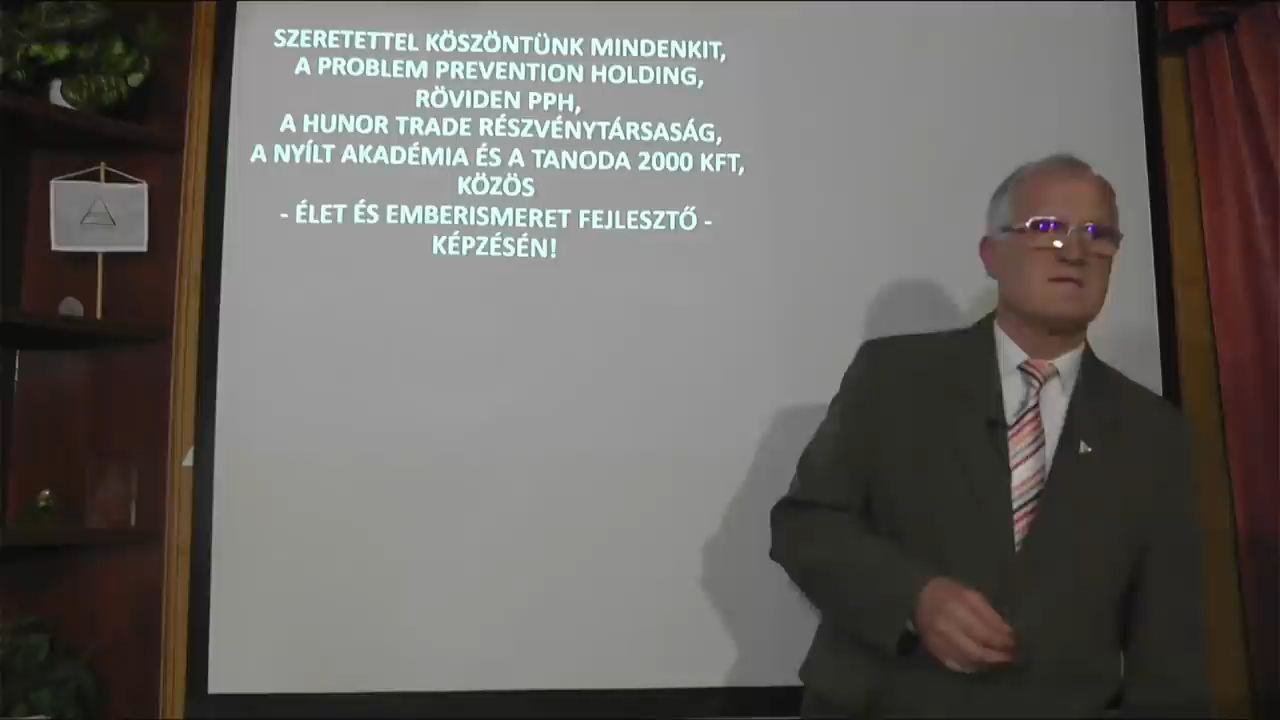 SZERETETTEL KÖSZÖNTÜNK MINDENKIT,
A PROBLEM PREVENTION HOLDING,
RÖVIDEN PPH,
A HUNOR TRADE RÉSZVÉNYTÁRSASÁG,
A NYÍLT AKADÉMIA ÉS A TANODA 2000 KFT,
KÖZÖS
- ÉLET ÉS EMBERISMERET FEJLESZTŐ -
KÉPZÉSÉN!